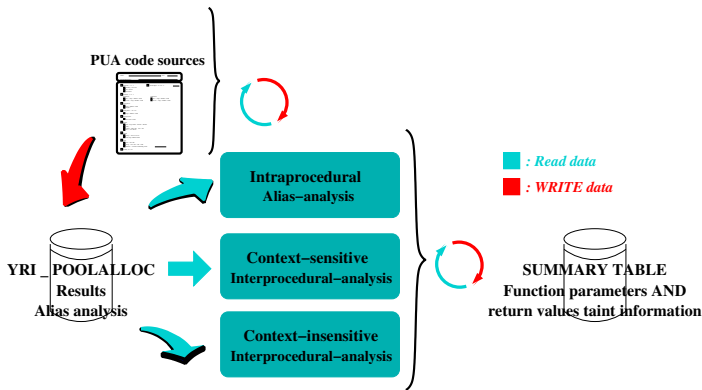 PUA code sources
Intraprocedural
Alias−analysis
: Read data
: WRITE data
YRI _ POOLALLOC
Results
Alias analysis
Context−sensitive
Interprocedural−analysis
SUMMARY TABLE
Function parameters AND
return values taint information
Context−insensitive
Interprocedural−analysis